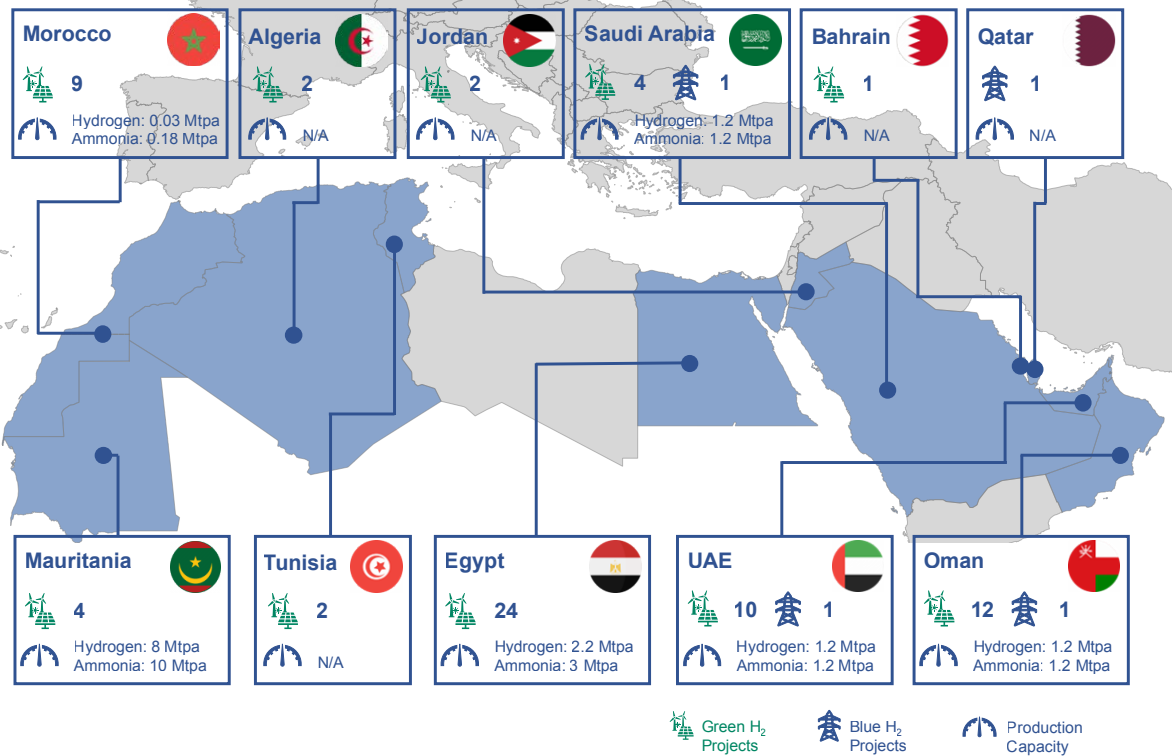 Morocco
9
Hydrogen: 0.03 Mtpa
Ammonia: 0.18 Mtpa
Algeria
2
N/A
Jordan
2
N/A
Saudi Arabia
4 1
Hydrogen: 1.2 Mtpa
Ammonia: 1.2 Mtpa
Bahrain
1
N/A
Qatar
1
N/A
Mauritania
4
Hydrogen: 8 Mtpa
Ammonia: 10 Mtpa
Tunisia
2
N/A
Egypt
24
Hydrogen: 2.2 Mtpa
Ammonia: 3 Mtpa
UAE
10 1
Hydrogen: 1.2 Mtpa
Ammonia: 1.2 Mtpa
Oman
12 1
Hydrogen: 1.2 Mtpa
Ammonia: 1.2 Mtpa
Green H₂
Projects
Blue H₂
Projects
Production
Capacity